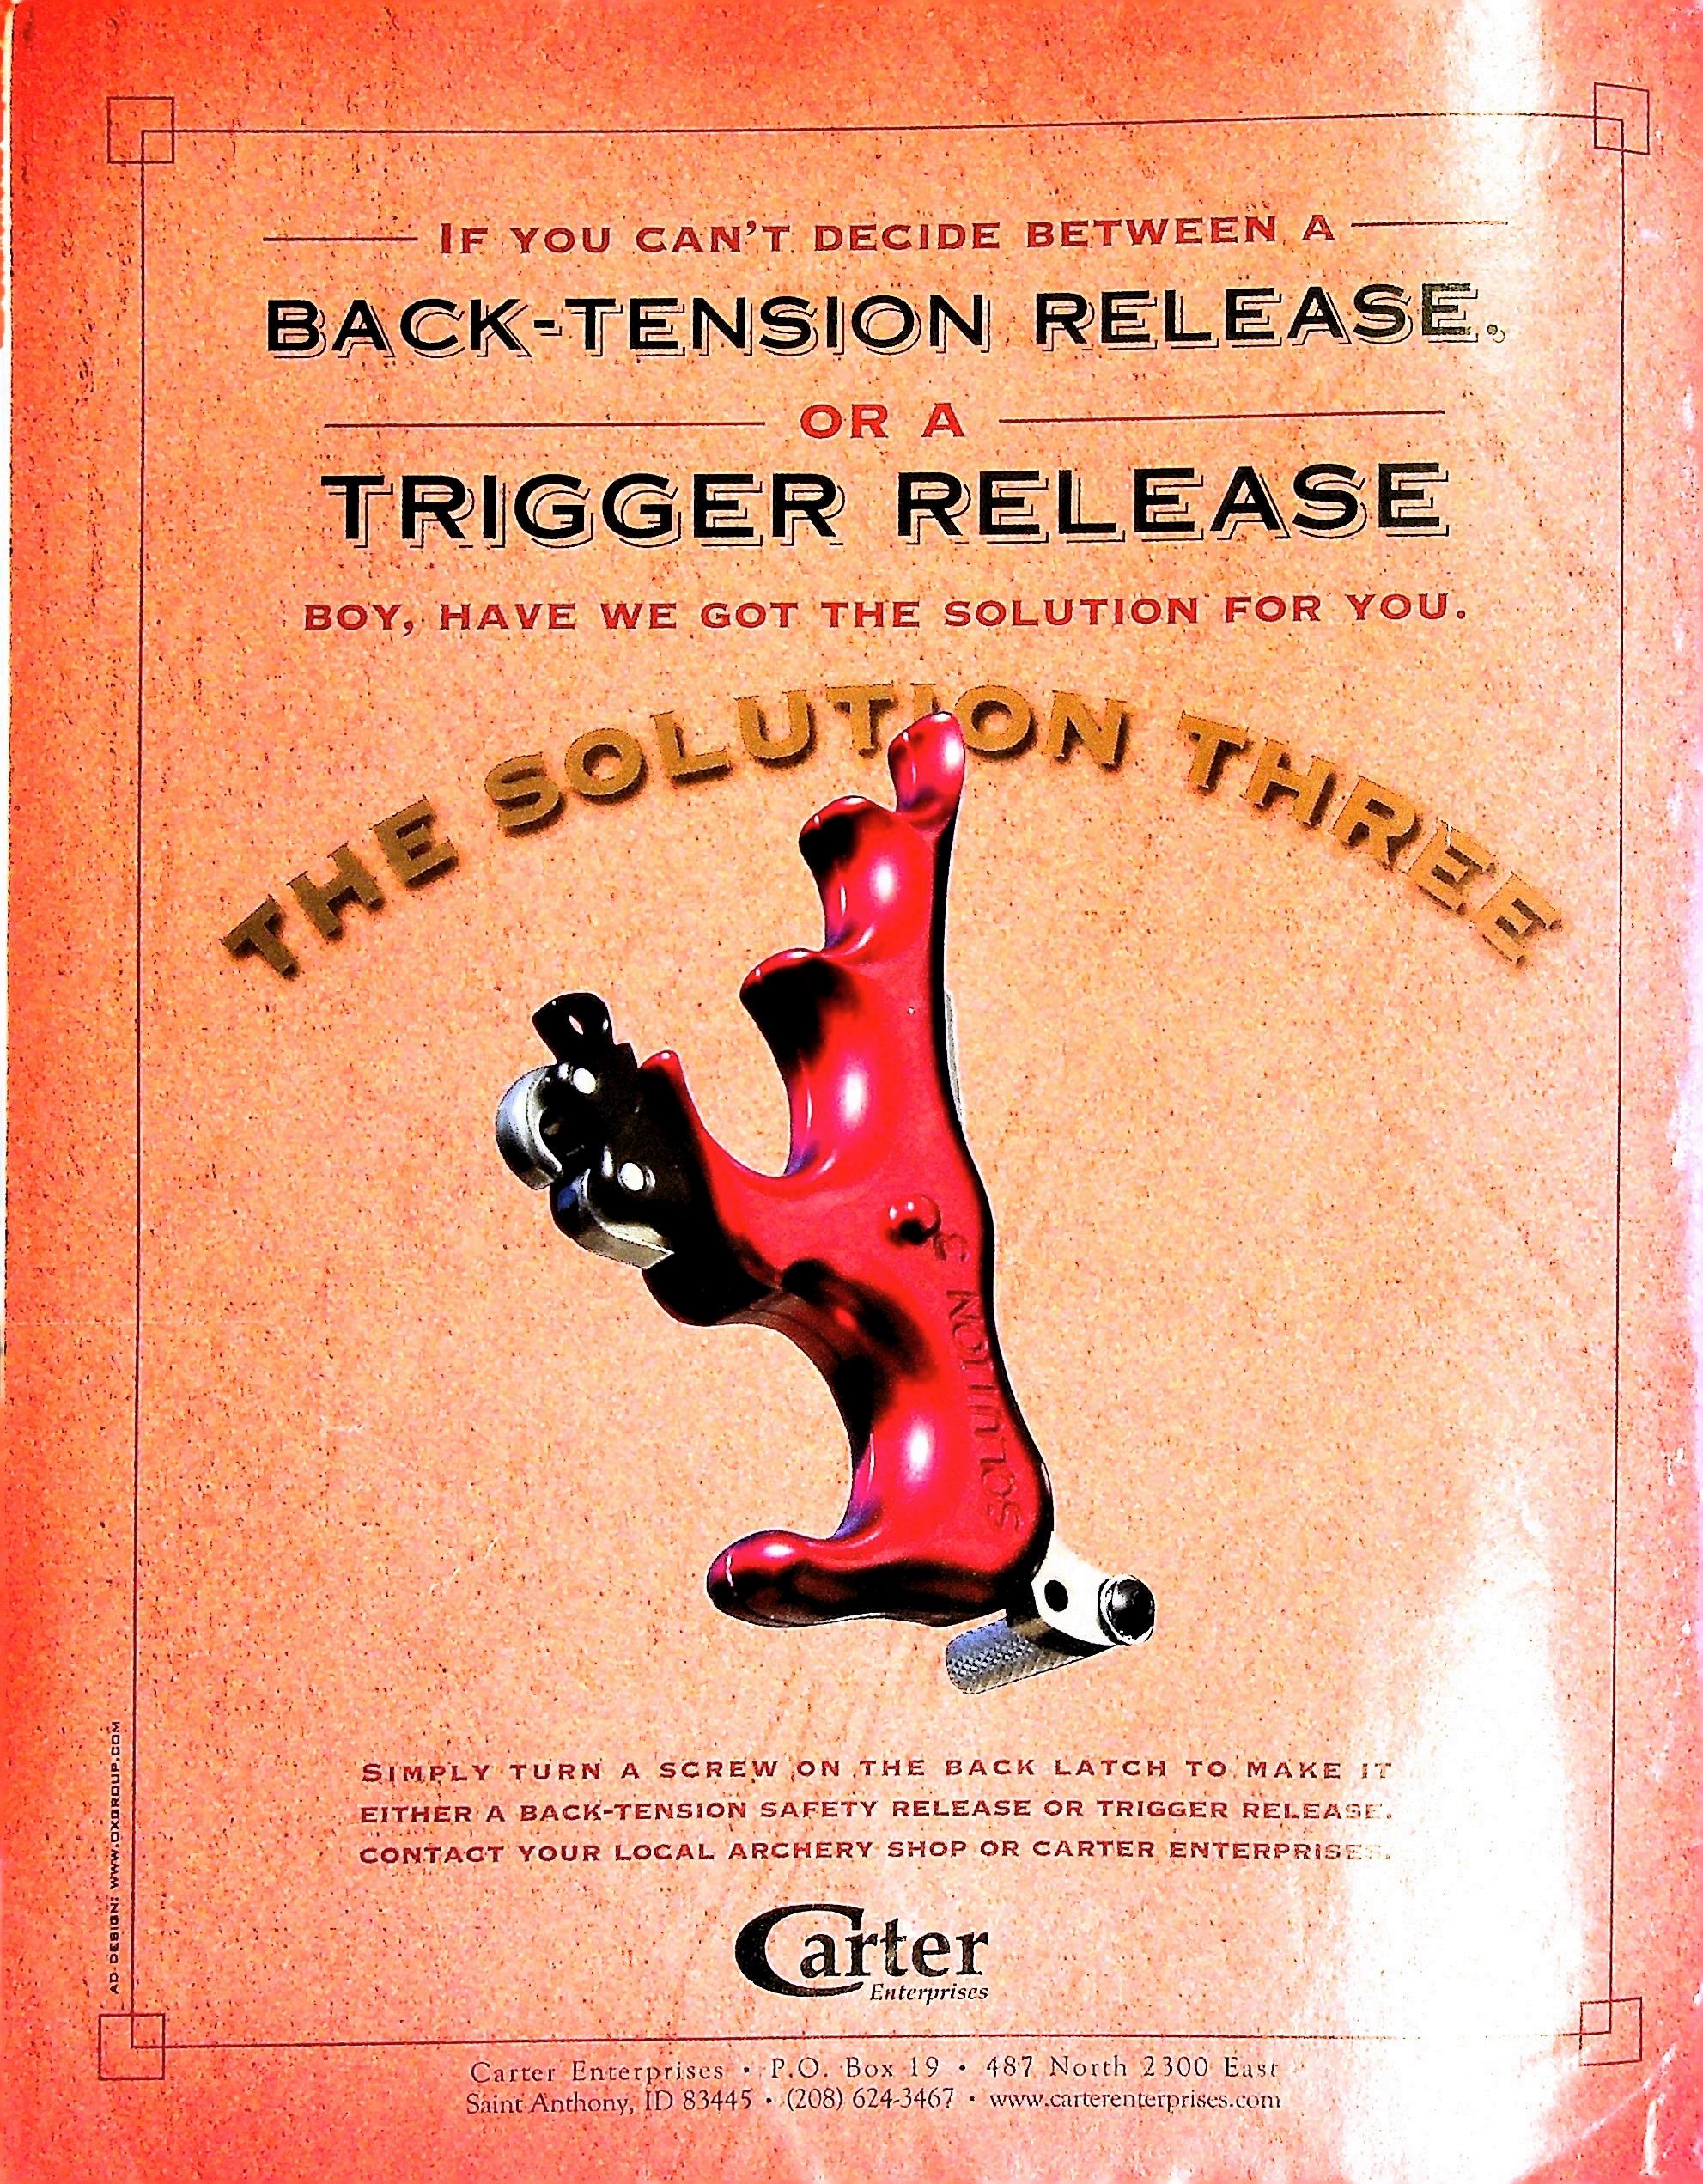 IF YOU CAN'T DECIDE BETWEEN A
BACK-TENSION RELEASE,
OR A
TRIGGER RELEASE
BOY, HAVE WE GOT THE SOLUTION FOR YOU.
THE SOLUTION THREE
SOLUTION 3
SIMPLY TURN A SCREW ON THE BACK LATCH TO MAKE IT
EITHER A BACK-TENSION SAFETY RELEASE OR TRIGGER RELEASE.
CONTACT YOUR LOCAL ARCHERY SHOP OR CARTER ENTERPRISES.
AD DESIGN: WWW.OXGROUP.COM
Carter
Enterprises
Carter Enterprises • P.O. Box 19 • 487 North 2300 East
Saint Anthony, ID 83445 • (208) 624-3467 • www.carterenterprises.com